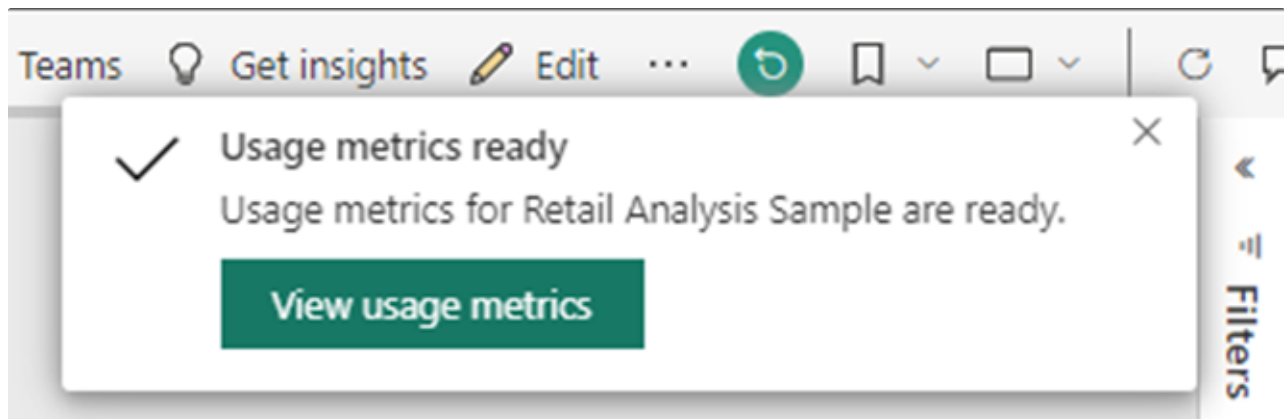 Teams Get insights Edit ...
Usage metrics ready
Usage metrics for Retail Analysis Sample are ready.
View usage metrics
Filters